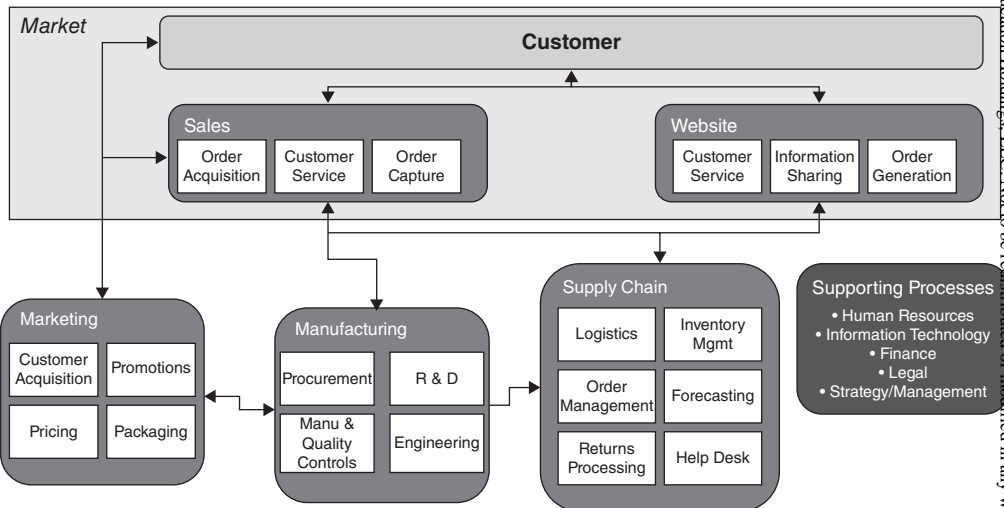 Market
Customer
Sales
Order
Acquisition
Customer
Service
Order
Capture
Website
Customer
Service
Information
Sharing
Order
Generation
Marketing
Customer
Acquisition
Promotions
Pricing
Packaging
Manufacturing
Procurement
R & D
Manu &
Quality
Controls
Engineering
Supply Chain
Logistics
Inventory
Mgmt
Order
Management
Forecasting
Returns
Processing
Help Desk
Supporting Processes
• Human Resources
• Information Technology
• Finance
• Legal
• Strategy/Management